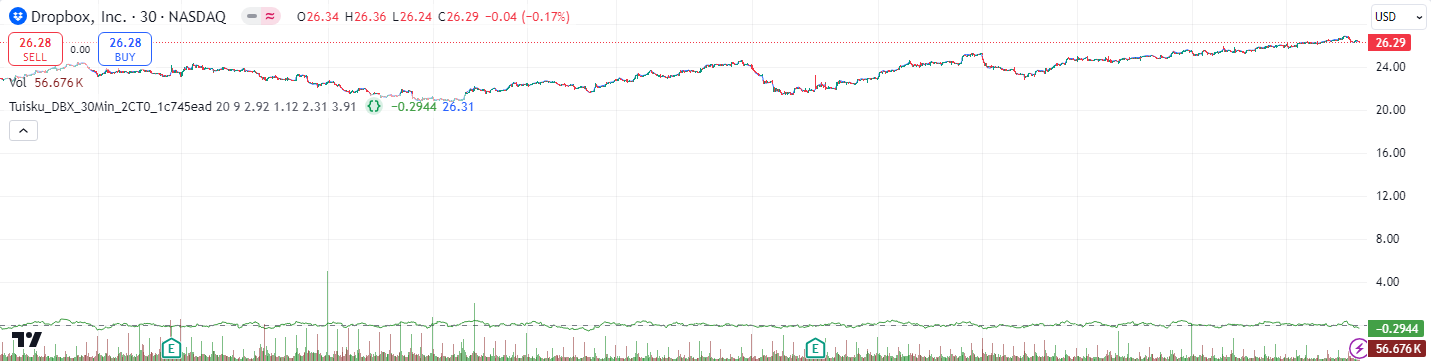 Dropbox, Inc. · 30 · NASDAQ O26.34 H26.36 L26.24 C26.29 −0.04 (−0.17%)
USD
26.28 SELL
0.00
26.28 BUY
26.29
24.00
Vol 56.676 K
Tuisku_DBX_30Min_2CT0_1c745ead 20 9 2.92 1.12 2.31 3.91 {} −0.2944 26.31
20.00
16.00
12.00
8.00
4.00
−0.2944
E
E
56.676 K